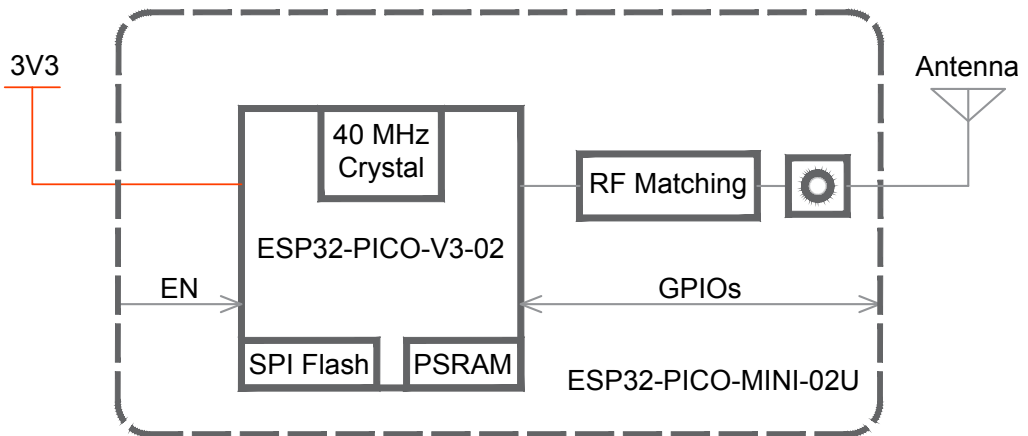 3V3
Antenna
40 MHz
Crystal
RF Matching
ESP32-PICO-V3-02
EN
GPIOs
SPI Flash
PSRAM
ESP32-PICO-MINI-02U